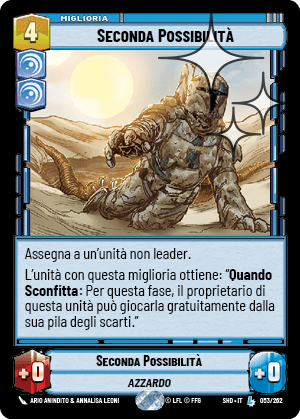 MIGLIORIA
4
SECONDA POSSIBILITÀ
Assegna a un'unità non leader.
L'unità con questa miglioria ottiene: “Quando
Sconfitta: Per questa fase, il proprietario di
questa unità può giocarla gratuitamente dalla
sua pila degli scarti.”
SECONDA POSSIBILITÀ
+0
AZZARDO
+0
ARIO ANINDITO & ANNALISA LEONI
© LFL © FFG
SHD • IT
053/262